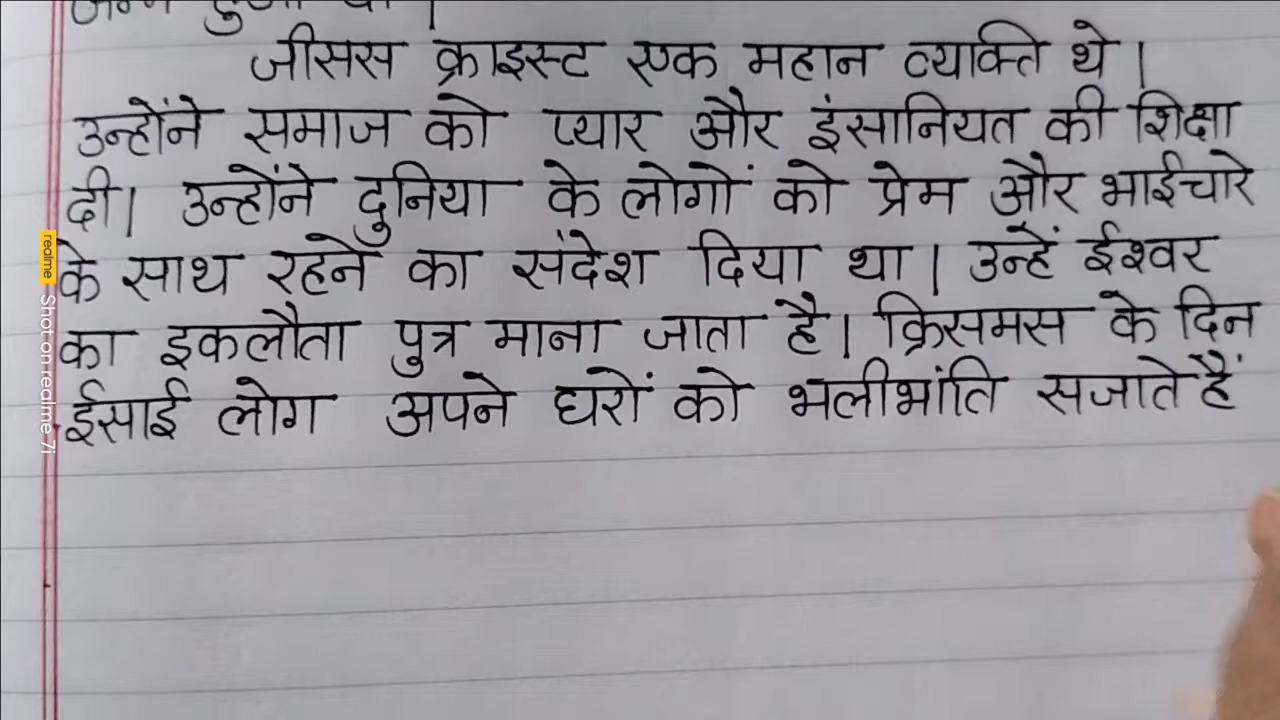 जन्म हुआ था।
जीसस क्राइस्ट एक महान व्यक्ति थे।
उन्होंने समाज को प्यार और इंसानियत की शिक्षा
दी। उन्होंने दुनिया के लोगों को प्रेम और भाईचारे
के साथ रहने का संदेश दिया था। उन्हें ईश्वर
का इकलौता पुत्र माना जाता है। क्रिसमस के दिन
ईसाई लोग अपने घरों को भलीभांति सजाते हैं
realme Shot on realme 7i